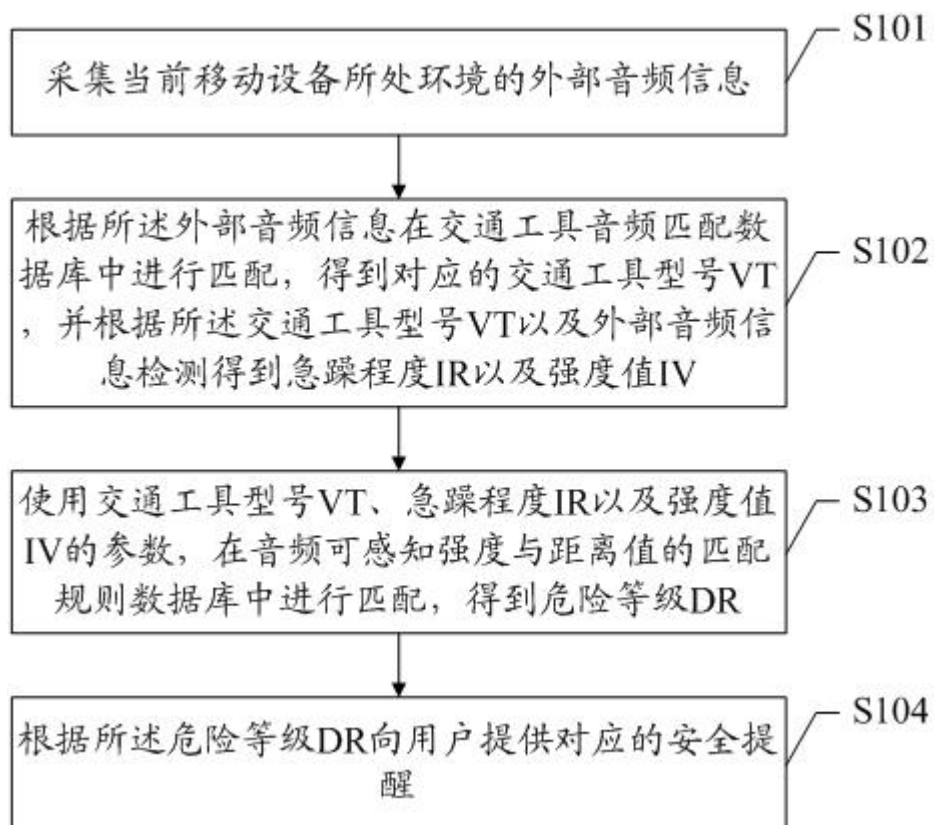 S101
采集当前移动设备所处环境的外部音频信息
S102
根据所述外部音频信息在交通工具音频匹配数
据库中进行匹配，得到对应的交通工具型号VT
，并根据所述交通工具型号VT以及外部音频信
息检测得到急躁程度IR以及强度值IV
S103
使用交通工具型号VT、急躁程度IR以及强度值
IV的参数，在音频可感知强度与距离值的匹配
规则数据库中进行匹配，得到危险等级DR
S104
根据所述危险等级DR向用户提供对应的安全提
醒